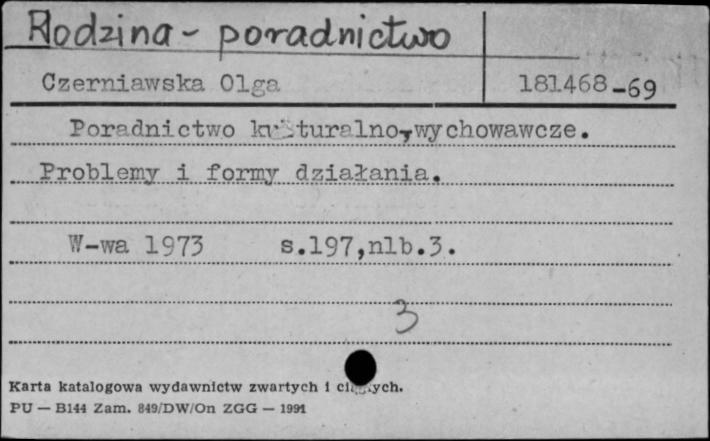 Rodzina - poradnictwo
Czerniawska Olga 181468-69
Poradnictwo kulturalno-wychowawcze.
Problemy i formy działania.
W-wa 1973 s.197,nlb.3.
3
Karta katalogowa wydawnictw zwartych i ciągłych.
PU — B144 Zam. 849/DW/On ZGG — 1991